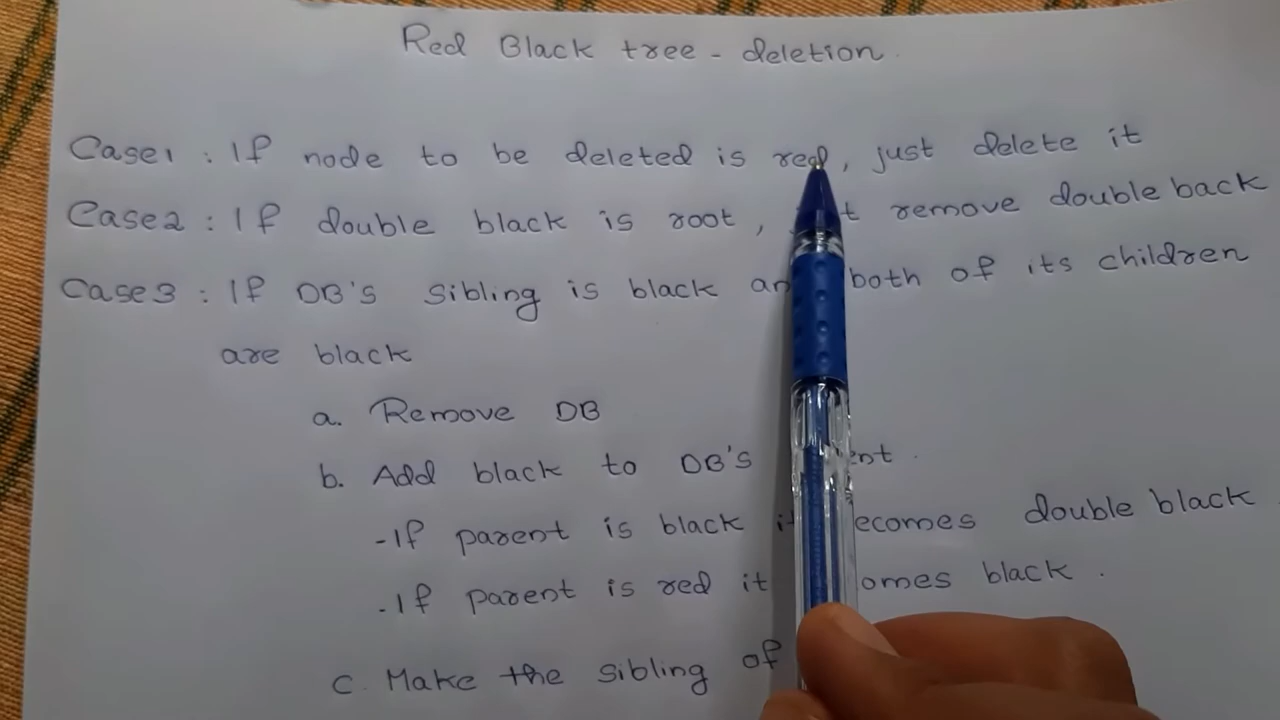 Red Black tree - deletion.
Case1 : If node to be deleted is red, just delete it
Case2 : If double black is root, remove double back
Case3 : If DB's sibling is black both of its children
are black
a. Remove DB
b. Add black to DB's
-If parent is black double black
-If parent is red it black.
c. Make the sibling of